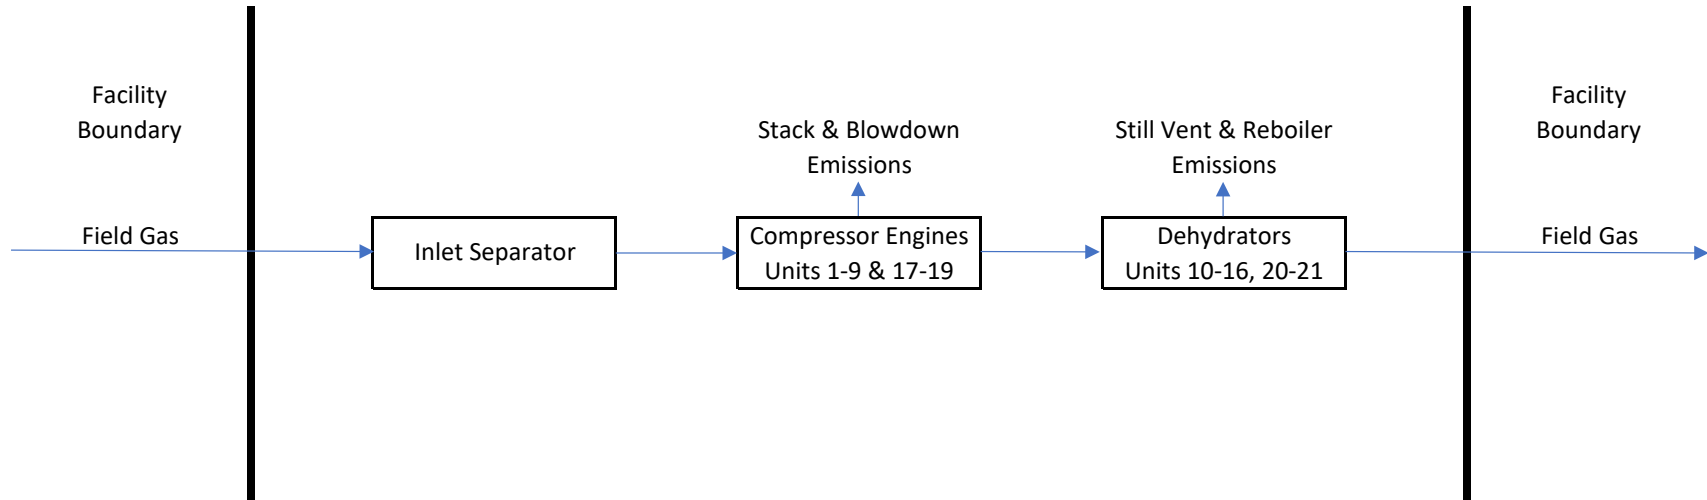 Facility
Boundary
Facility
Boundary
Stack & Blowdown
Emissions
Still Vent & Reboiler
Emissions
Field Gas
Inlet Separator
Compressor Engines
Units 1-9 & 17-19
Dehydrators
Units 10-16, 20-21
Field Gas